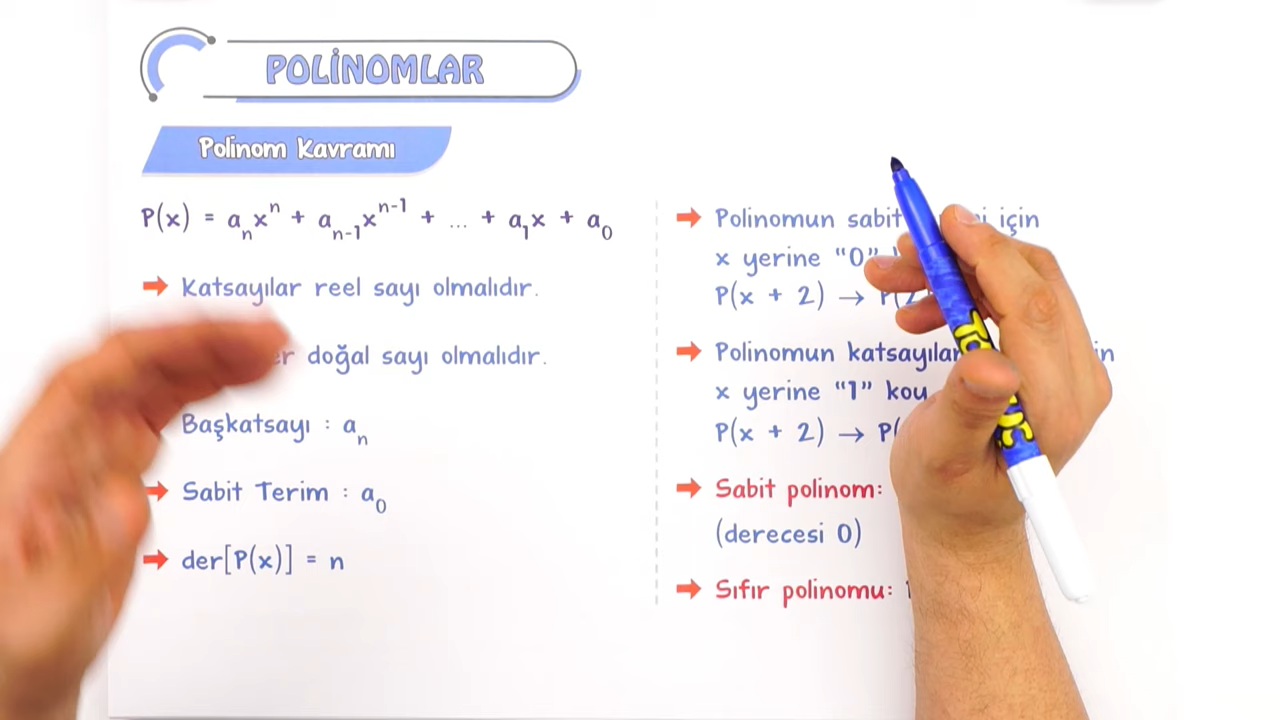 POLİNOMLAR
Polinom Kavramı
P(x) = aₙxⁿ + aₙ₋₁xⁿ⁻¹ + ... + a₁x + a₀
➡ Katsayılar reel sayı olmalıdır.
doğal sayı olmalıdır.
Başkatsayı : aₙ
➡ Sabit Terim : a₀
➡ der[P(x)] = n
➡ Polinomun sabit için
x yerine “0”
P(x + 2) → P(2
➡ Polinomun
x yerine “1”
P(x + 2) → P(
➡ Sabit polinom:
(derecesi 0)
➡ Sıfır polinomu: